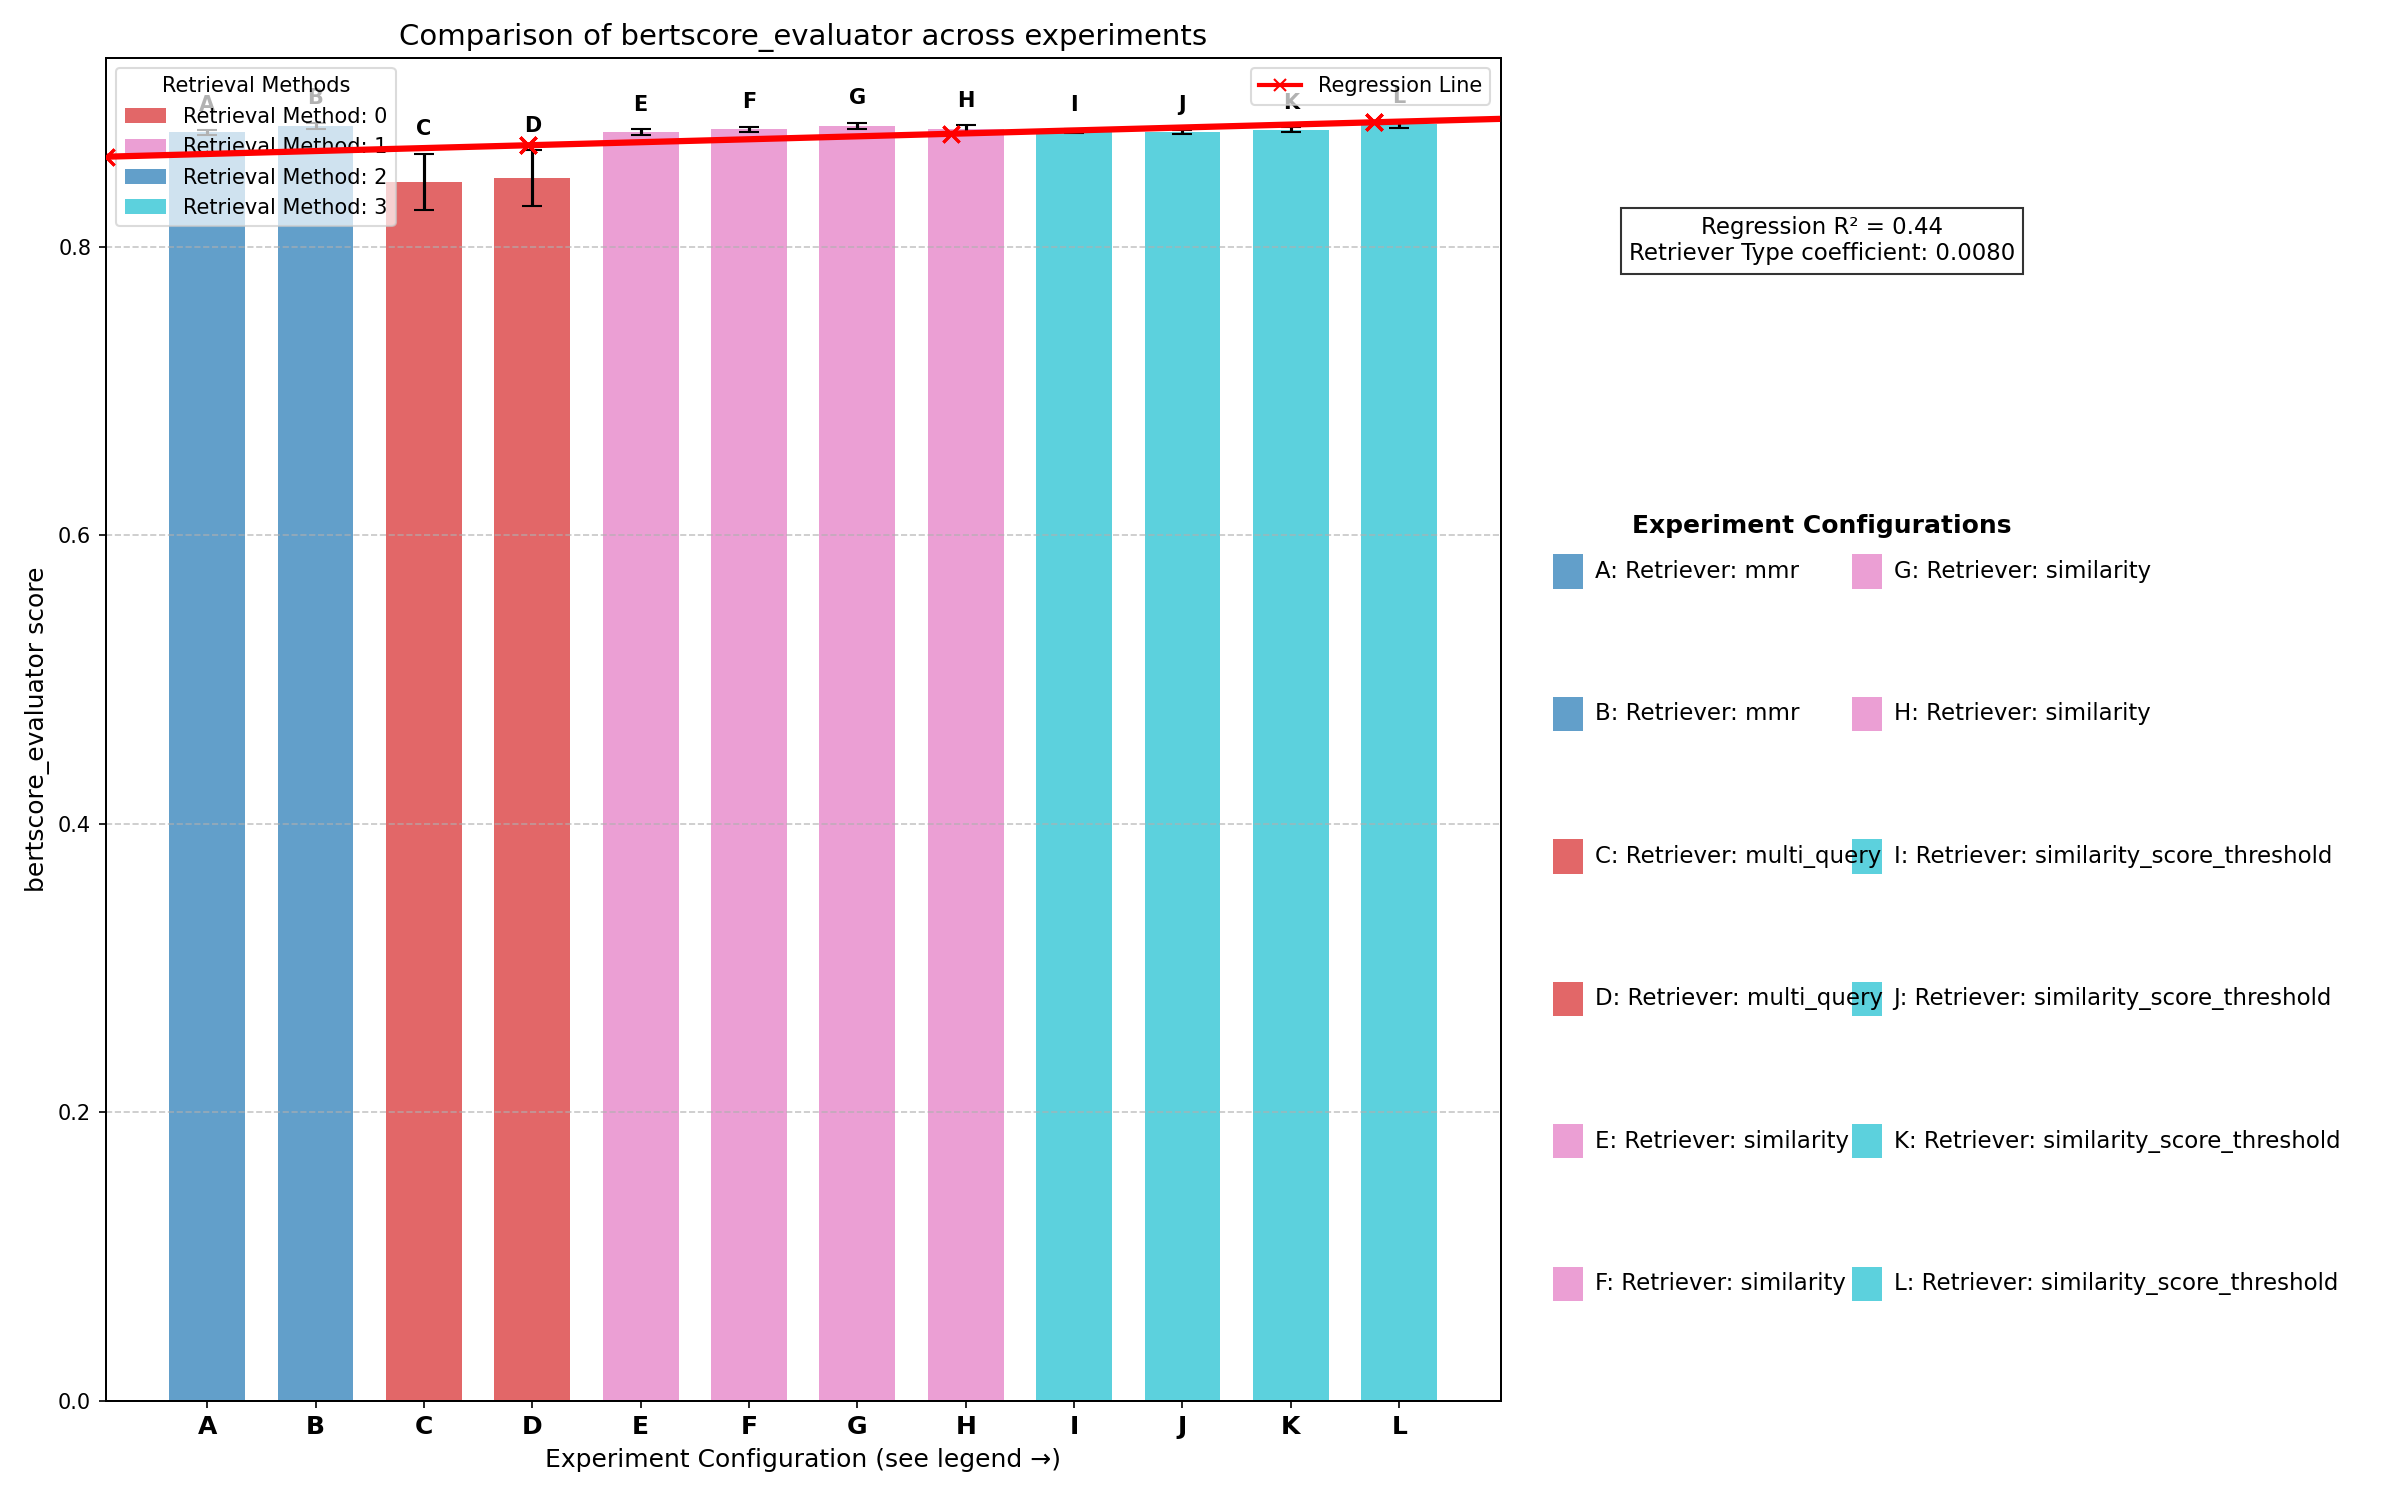 Comparison of bertscore_evaluator across experiments
Retrieval Methods
Retrieval Method: 0
Retrieval Method: 1
Retrieval Method: 2
Retrieval Method: 3
Regression Line
A
B
C
D
E
F
G
H
I
J
K
L
0.8
0.6
0.4
0.2
0.0
bertscore_evaluator score
A
B
C
D
E
F
G
H
I
J
K
L
Experiment Configuration (see legend →)
Regression R² = 0.44
Retriever Type coefficient: 0.0080
Experiment Configurations
A: Retriever: mmr
B: Retriever: mmr
C: Retriever: multi_query
D: Retriever: multi_query
E: Retriever: similarity
F: Retriever: similarity
G: Retriever: similarity
H: Retriever: similarity
I: Retriever: similarity_score_threshold
J: Retriever: similarity_score_threshold
K: Retriever: similarity_score_threshold
L: Retriever: similarity_score_threshold